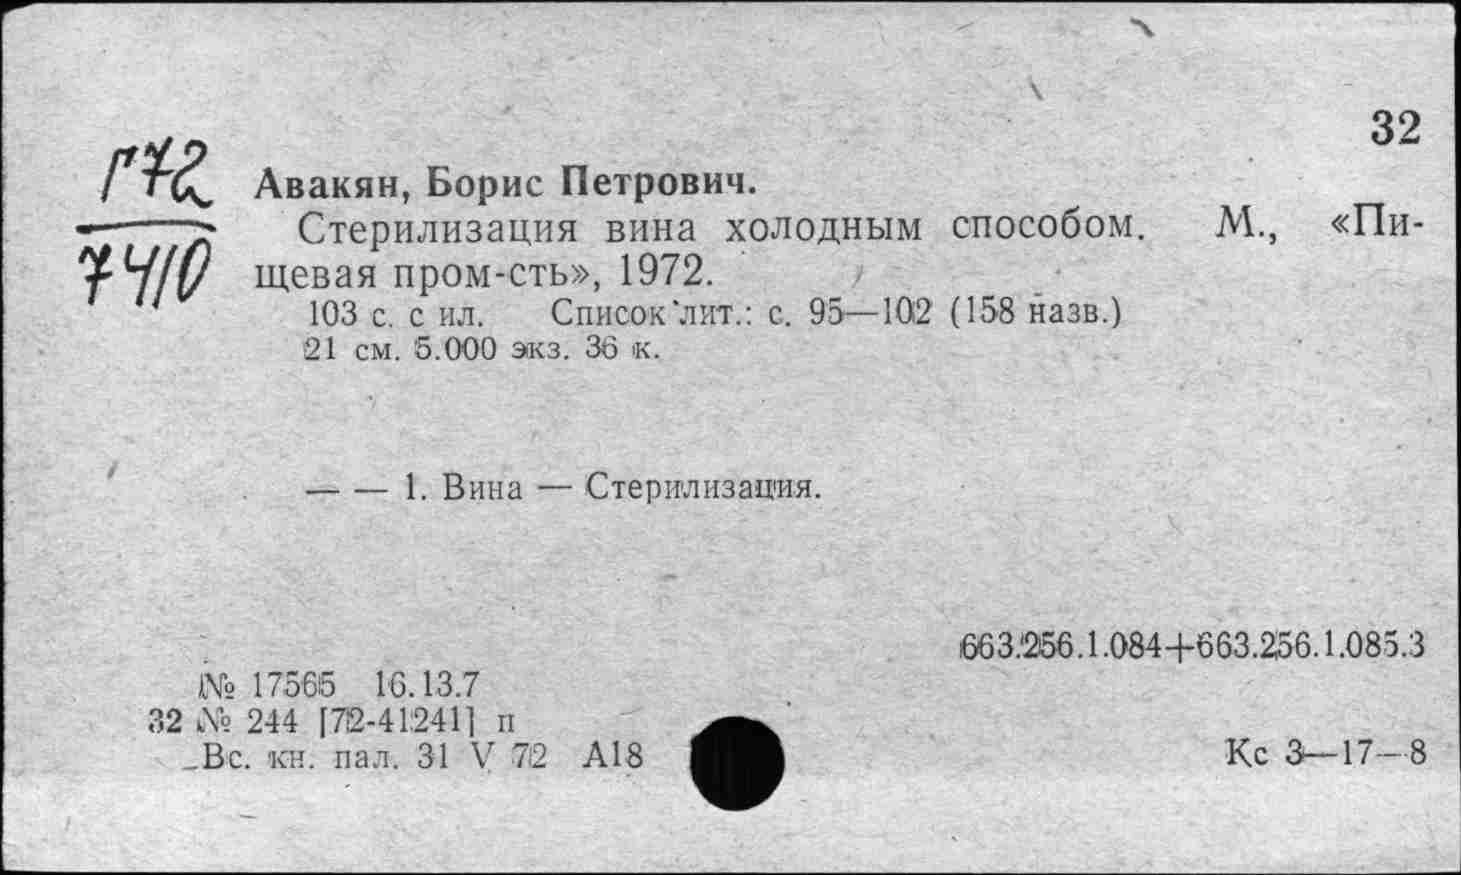 32
Г72
7410
Авакян, Борис Петрович.
Стерилизация вина холодным способом. М., «Пи-
щевая пром-сть», 1972.
103 с. с ил. Список лит.: с. 95—102 (158 назв.)
21 см. 5.000 экз. 36 к.
— — 1. Вина — Стерилизация.
663.256.1.084+663.256.1.085.3
№ 17565 16.13.7
32 № 244 [72-41241] п
Вс. кн. пал. 31 V 72 А18
Кс 3—17—8